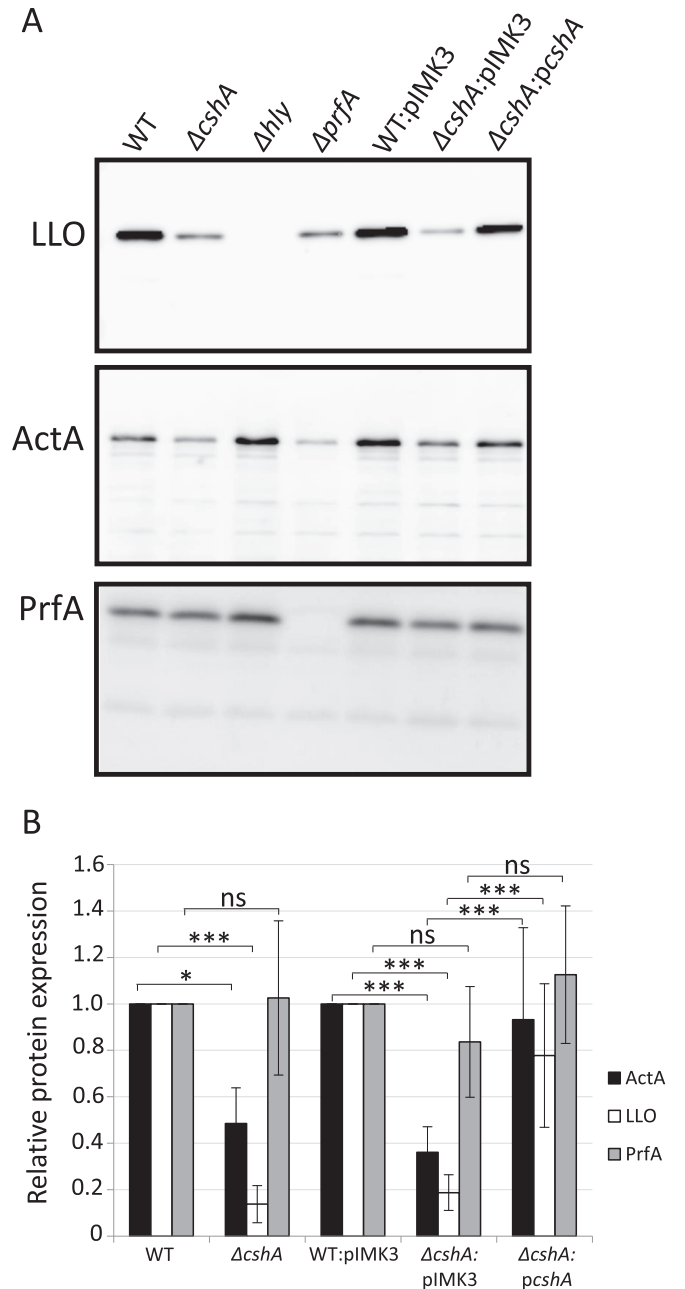 A
WT
ΔcshA
Δhly
ΔprfA
WT:pIMK3
ΔcshA:pIMK3
ΔcshA:pcshA
LLO
ActA
PrfA
B
Relative protein expression
1.6
1.4
1.2
1.0
0.8
0.6
0.4
0.2
0
ns
***
*
ns
***
***
ns
***
***
ActA
LLO
PrfA
WT
ΔcshA
WT:pIMK3
ΔcshA:
pIMK3
ΔcshA:
pcshA